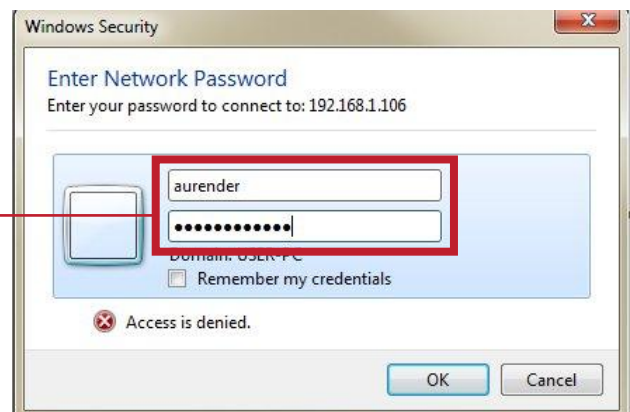 Windows Security
Enter Network Password
Enter your password to connect to: 192.168.1.106
aurender
••••••••••••
Domain: USER-PC
Remember my credentials
Access is denied.
OK
Cancel